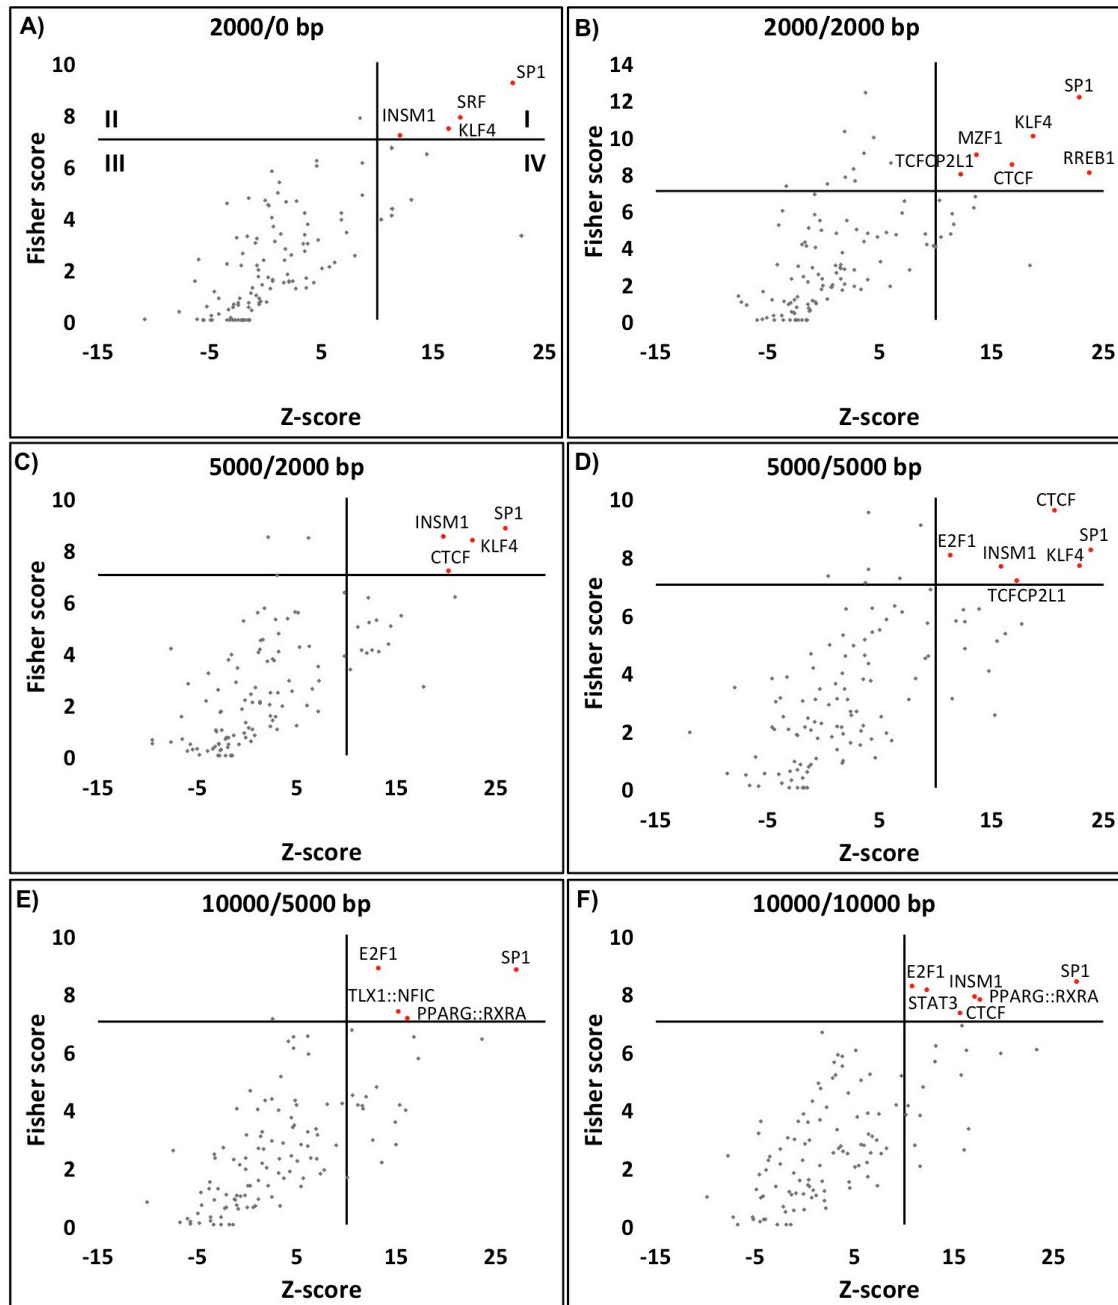 A)
2000/0 bp
Fisher score
10
8
6
4
2
0
II
I
III
IV
SP1
SRF
INSM1
KLF4
-15 -5 5 15 25
Z-score
B)
2000/2000 bp
Fisher score
14
12
10
8
6
4
2
0
SP1
KLF4
MZF1
TCFCP2L1
RREB1
CTCF
-15 -5 5 15 25
Z-score
C)
5000/2000 bp
Fisher score
10
8
6
4
2
0
SP1
INSM1
KLF4
CTCF
-15 -5 5 15 25
Z-score
D)
5000/5000 bp
Fisher score
10
8
6
4
2
0
CTCF
SP1
E2F1
INSM1
KLF4
TCFCP2L1
-15 -5 5 15 25
Z-score
E)
10000/5000 bp
Fisher score
10
8
6
4
2
0
E2F1
SP1
TLX1::NFIC
PPARG::RXRA
-15 -5 5 15 25
Z-score
F)
10000/10000 bp
Fisher score
10
8
6
4
2
0
SP1
E2F1
INSM1
PPARG::RXRA
STAT3
CTCF
-15 -5 5 15 25
Z-score